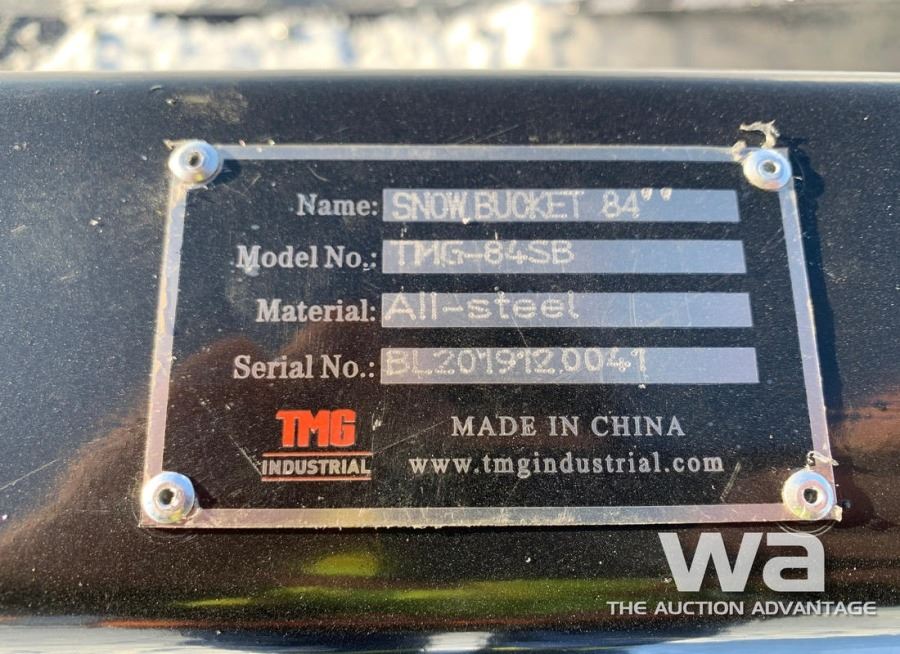 Name: SNOW BUCKET 84''
Model No.: TMG-84SB
Material: All-steel
Serial No.: BL2019120041
TMG
INDUSTRIAL
MADE IN CHINA
www.tmgindustrial.com
wa
THE AUCTION ADVANTAGE